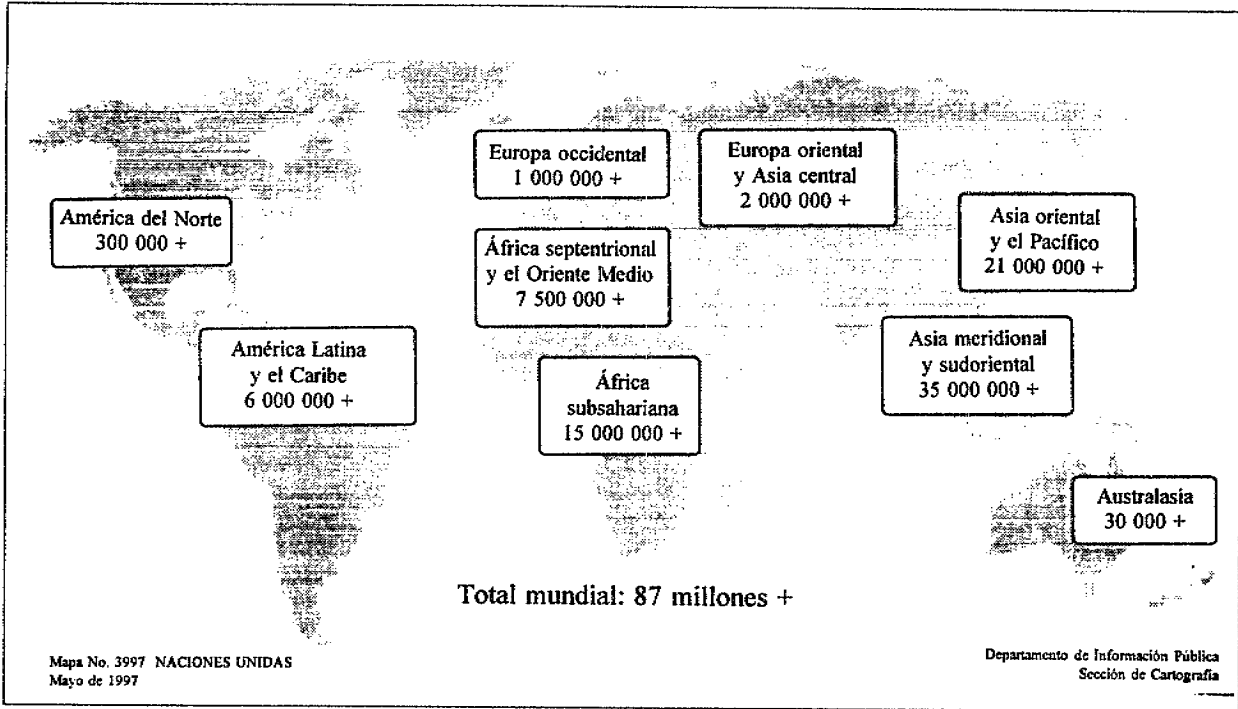 Europa occidental
1 000 000 +
Europa oriental
y Asia central
2 000 000 +
América del Norte
300 000 +
Asia oriental
y el Pacífico
21 000 000 +
África septentrional
y el Oriente Medio
7 500 000 +
América Latina
y el Caribe
6 000 000 +
Asia meridional
y sudoriental
35 000 000 +
África
subsahariana
15 000 000 +
Australasia
30 000 +
Total mundial: 87 millones +
Mapa No. 3997 NACIONES UNIDAS
Mayo de 1997
Departamento de Información Pública
Sección de Cartografía